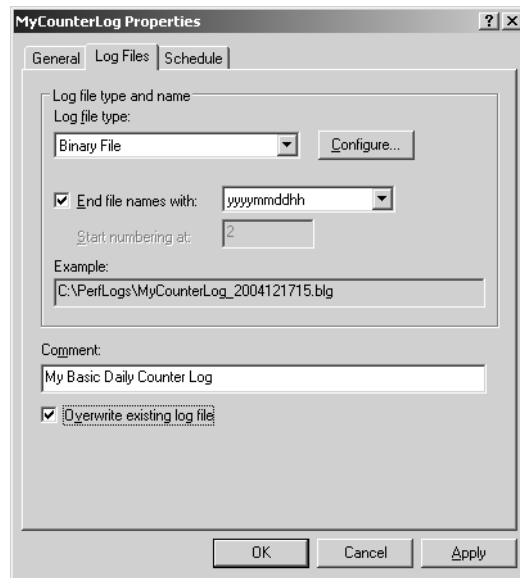 MyCounterLog Properties
General Log Files Schedule
Log file type and name
Log file type:
Binary File Configure...
End file names with: yyyymmddhh
Start numbering at: 2
Example:
C:\PerfLogs\MyCounterLog_2004121715.blg
Comment:
My Basic Daily Counter Log
Overwrite existing log file
OK Cancel Apply